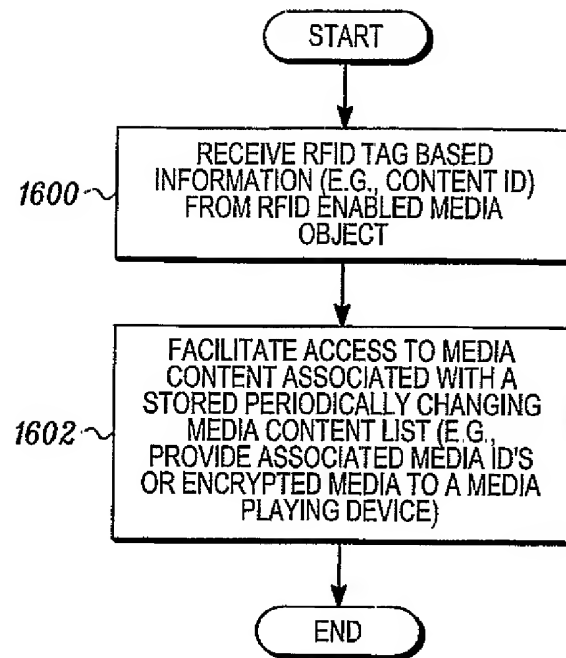 START
RECEIVE RFID TAG BASED
INFORMATION (E.G., CONTENT ID)
FROM RFID ENABLED MEDIA
OBJECT
1600
FACILITATE ACCESS TO MEDIA
CONTENT ASSOCIATED WITH A
STORED PERIODICALLY CHANGING
MEDIA CONTENT LIST (E.G.,
PROVIDE ASSOCIATED MEDIA ID'S
OR ENCRYPTED MEDIA TO A MEDIA
PLAYING DEVICE)
1602
END